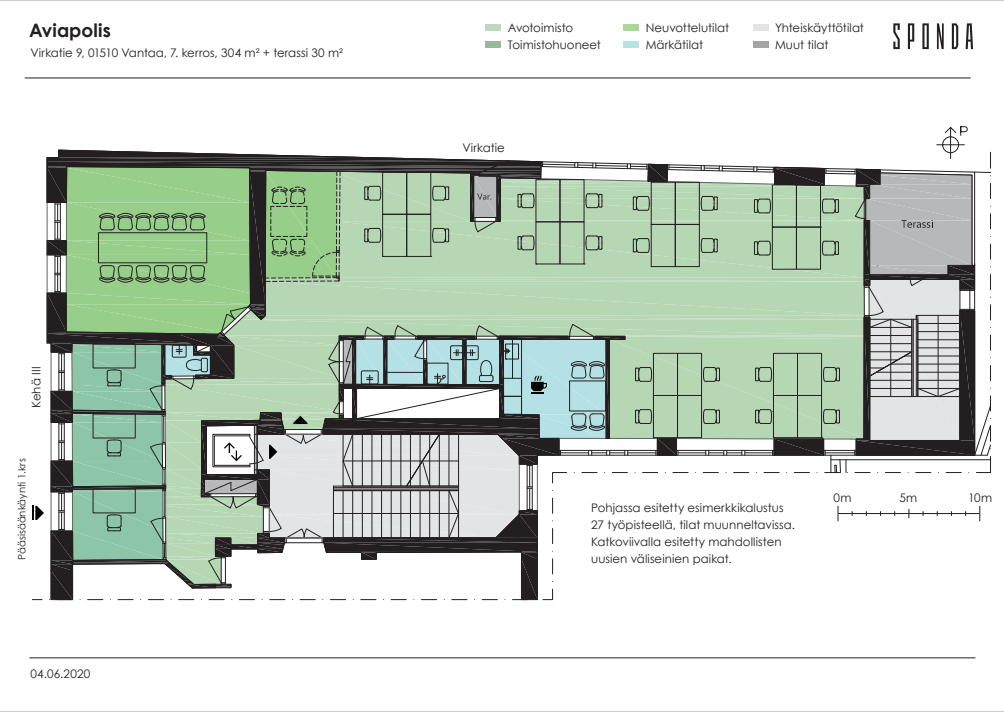 Aviapolis
Virkatie 9, 01510 Vantaa, 7. kerros, 304 m² + terassi 30 m²
Avotoimisto
Toimistohuoneet
Neuvottelutilat
Märkätilat
Yhteiskäyttötilat
Muut tilat
SPONDA
P
Virkatie
Var.
Terassi
Kehä III
Pääsisäänkäynti 1.krs
Pohjassa esitetty esimerkkikalustus
27 työpisteellä, tilat muunneltavissa.
Katkoviivalla esitetty mahdollisten
uusien väliseinien paikat.
0m 5m 10m
04.06.2020